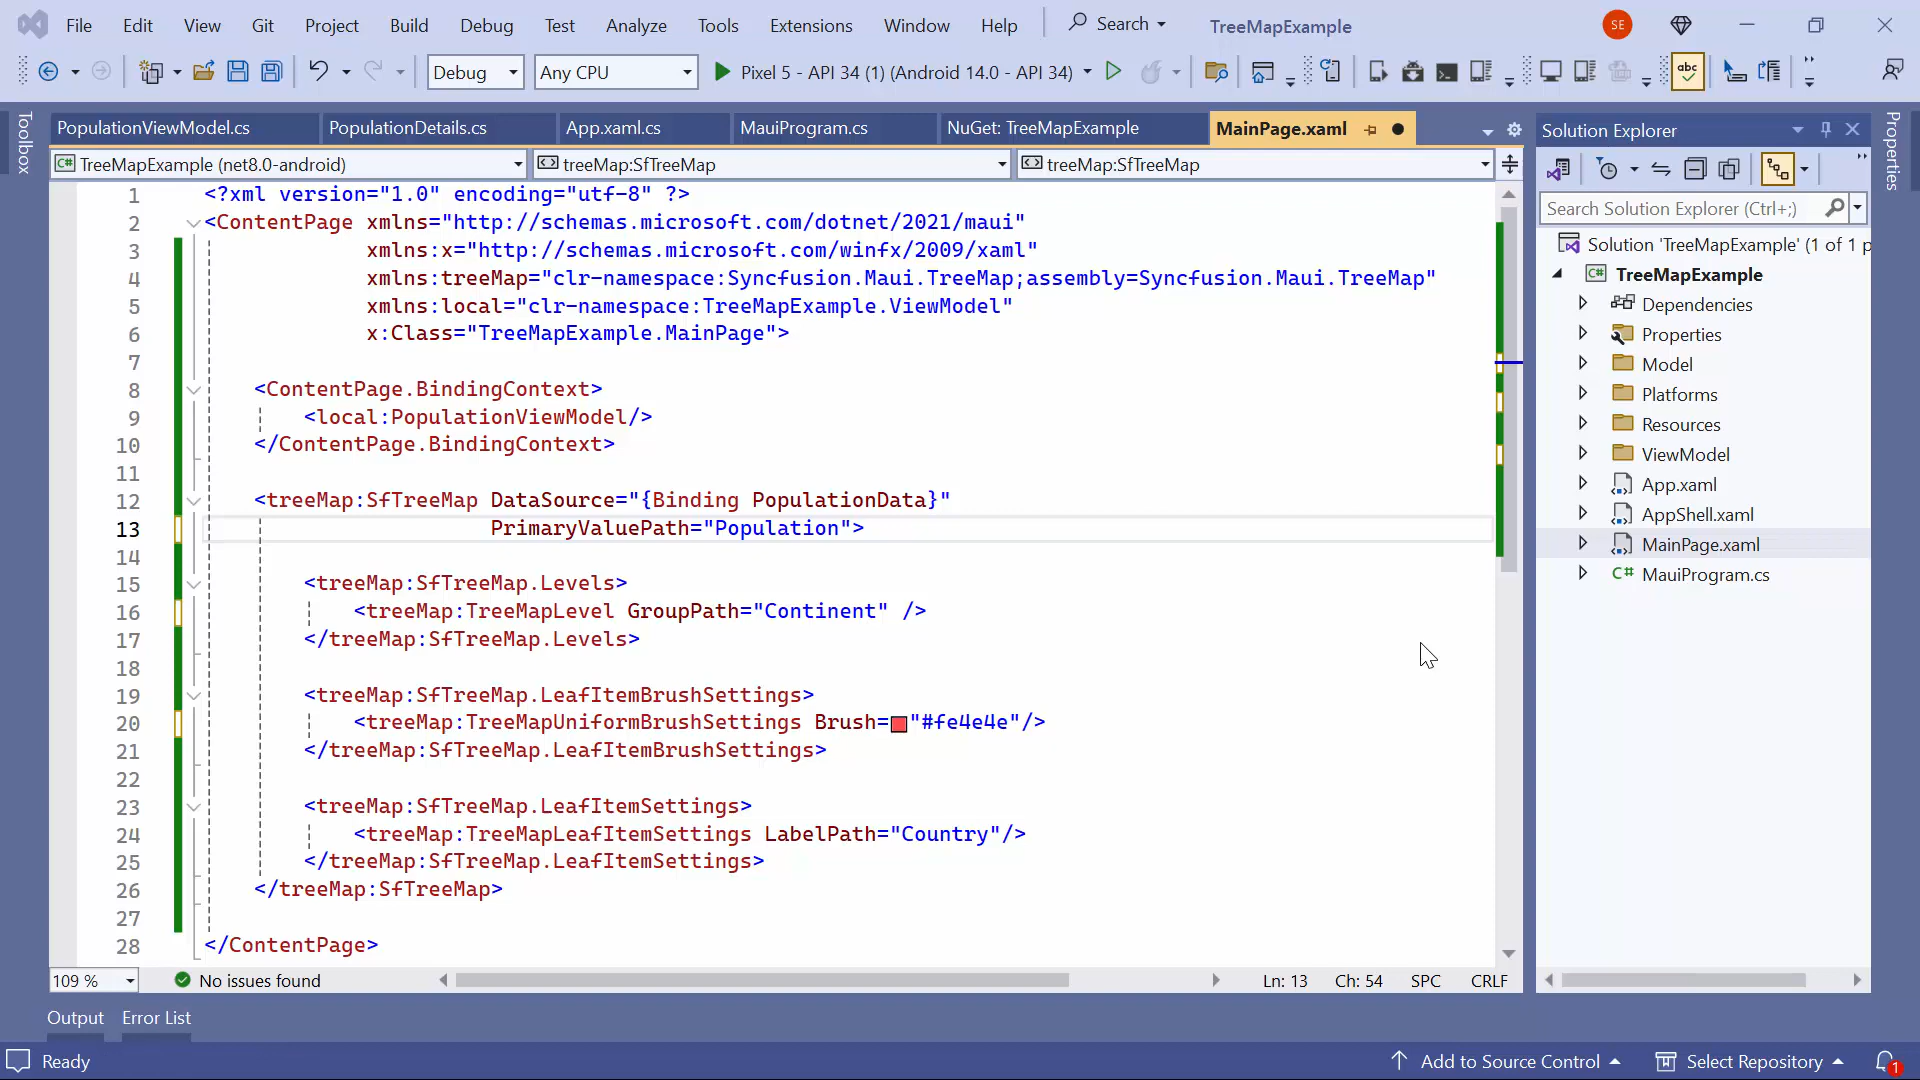 File Edit View Git Project Build Debug Test Analyze Tools Extensions Window Help Search TreeMapExample SE
Debug Any CPU Pixel 5 - API 34 (1) (Android 14.0 - API 34) abc
Toolbox
PopulationViewModel.cs PopulationDetails.cs App.xaml.cs MauiProgram.cs NuGet: TreeMapExample MainPage.xaml
TreeMapExample (net8.0-android) treeMap:SfTreeMap treeMap:SfTreeMap
1 <?xml version="1.0" encoding="utf-8" ?>
2 <ContentPage xmlns="http://schemas.microsoft.com/dotnet/2021/maui"
3 xmlns:x="http://schemas.microsoft.com/winfx/2009/xaml"
4 xmlns:treeMap="clr-namespace:Syncfusion.Maui.TreeMap;assembly=Syncfusion.Maui.TreeMap"
5 xmlns:local="clr-namespace:TreeMapExample.ViewModel"
6 x:Class="TreeMapExample.MainPage">
7
8 <ContentPage.BindingContext>
9 <local:PopulationViewModel/>
10 </ContentPage.BindingContext>
11
12 <treeMap:SfTreeMap DataSource="{Binding PopulationData}"
13 PrimaryValuePath="Population">
14
15 <treeMap:SfTreeMap.Levels>
16 <treeMap:TreeMapLevel GroupPath="Continent" />
17 </treeMap:SfTreeMap.Levels>
18
19 <treeMap:SfTreeMap.LeafItemBrushSettings>
20 <treeMap:TreeMapUniformBrushSettings Brush="#fe4e4e"/>
21 </treeMap:SfTreeMap.LeafItemBrushSettings>
22
23 <treeMap:SfTreeMap.LeafItemSettings>
24 <treeMap:TreeMapLeafItemSettings LabelPath="Country"/>
25 </treeMap:SfTreeMap.LeafItemSettings>
26 </treeMap:SfTreeMap>
27
28 </ContentPage>
109 % No issues found Ln: 13 Ch: 54 SPC CRLF
Solution Explorer
Search Solution Explorer (Ctrl+;)
Solution 'TreeMapExample' (1 of 1 p
C# TreeMapExample
Dependencies
Properties
Model
Platforms
Resources
ViewModel
App.xaml
AppShell.xaml
MainPage.xaml
C# MauiProgram.cs
Properties
Output Error List
Ready Add to Source Control Select Repository 1